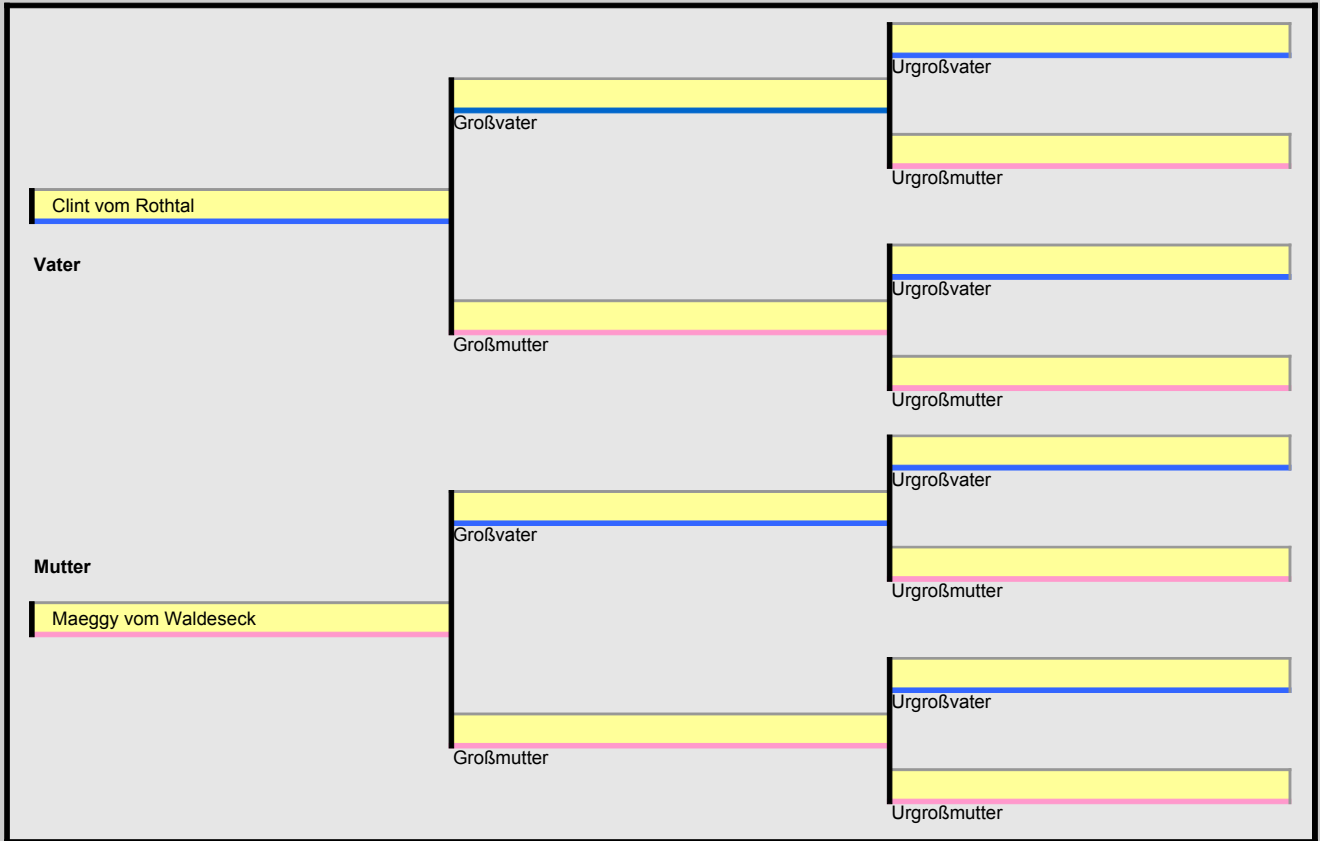 Urgroßvater
Großvater
Urgroßmutter
Clint vom Rothtal
Vater
Urgroßvater
Großmutter
Urgroßmutter
Urgroßvater
Großvater
Mutter
Urgroßmutter
Maeggy vom Waldeseck
Urgroßvater
Großmutter
Urgroßmutter